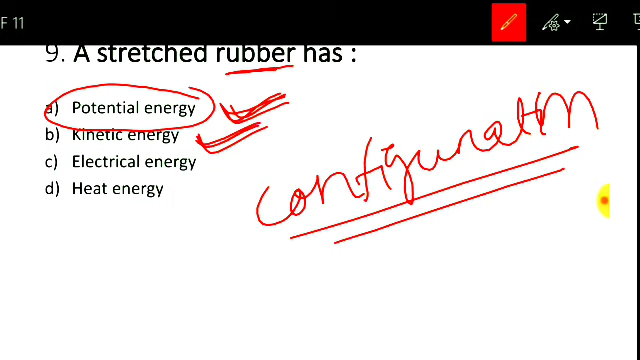 F 11
9. A stretched rubber has :
a) Potential energy
b) Kinetic energy
c) Electrical energy
d) Heat energy
configuration